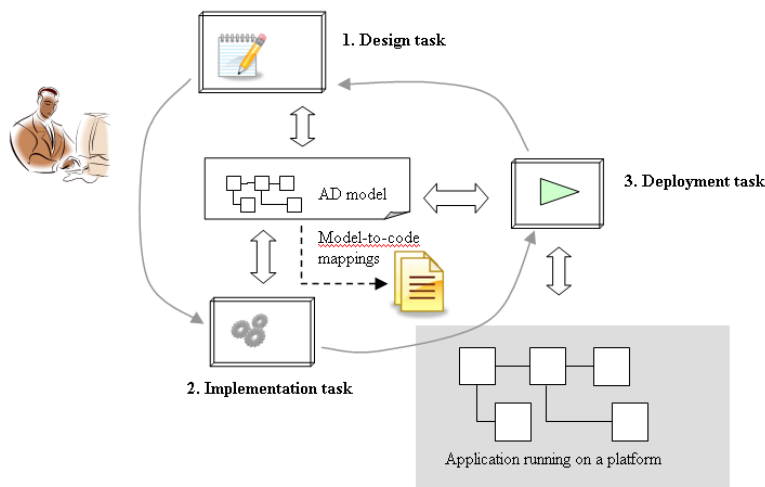 1. Design task
AD model
3. Deployment task
Model-to-code
mappings
2. Implementation task
Application running on a platform